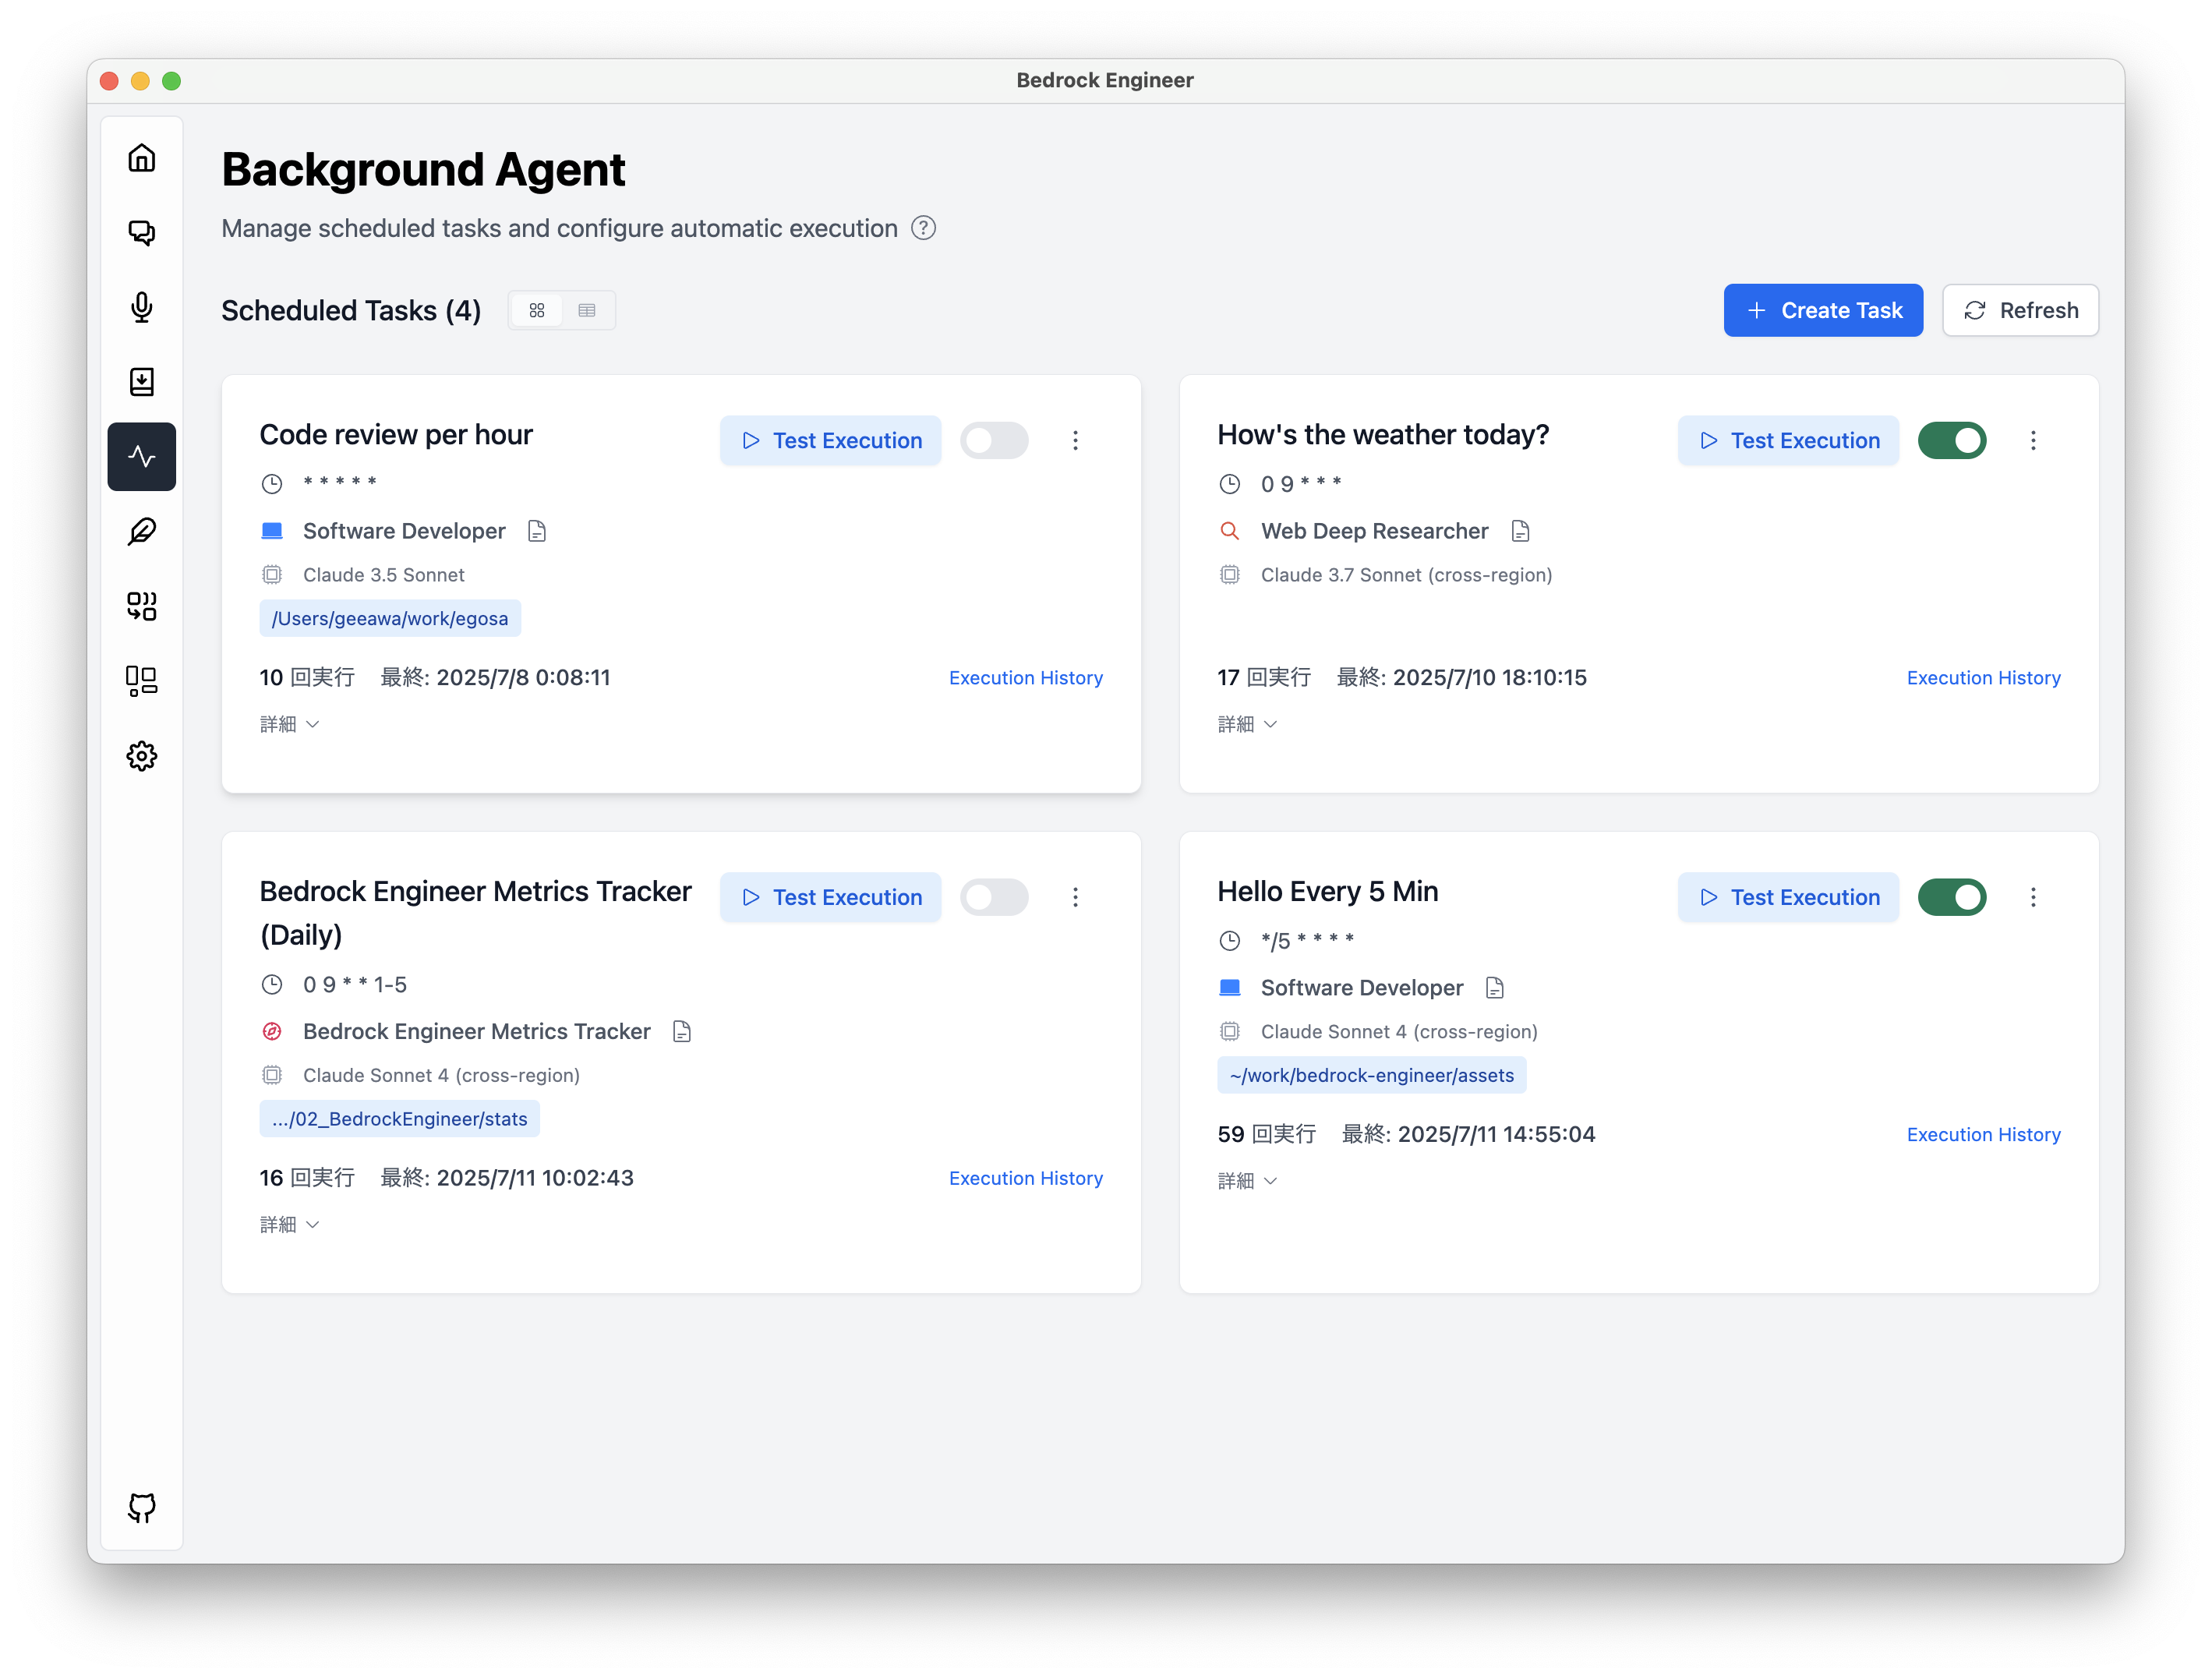 Bedrock Engineer
Background Agent
Manage scheduled tasks and configure automatic execution ?
Scheduled Tasks (4)
Create Task
Refresh
Code review per hour
Test Execution
* * * * *
Software Developer
Claude 3.5 Sonnet
/Users/geeawa/work/egosa
10 回実行 最終: 2025/7/8 0:08:11
Execution History
詳細
How's the weather today?
Test Execution
0 9 * * *
Web Deep Researcher
Claude 3.7 Sonnet (cross-region)
17 回実行 最終: 2025/7/10 18:10:15
Execution History
詳細
Bedrock Engineer Metrics Tracker
(Daily)
Test Execution
0 9 * * 1-5
Bedrock Engineer Metrics Tracker
Claude Sonnet 4 (cross-region)
.../02_BedrockEngineer/stats
16 回実行 最終: 2025/7/11 10:02:43
Execution History
詳細
Hello Every 5 Min
Test Execution
*/5 * * * *
Software Developer
Claude Sonnet 4 (cross-region)
~/work/bedrock-engineer/assets
59 回実行 最終: 2025/7/11 14:55:04
Execution History
詳細